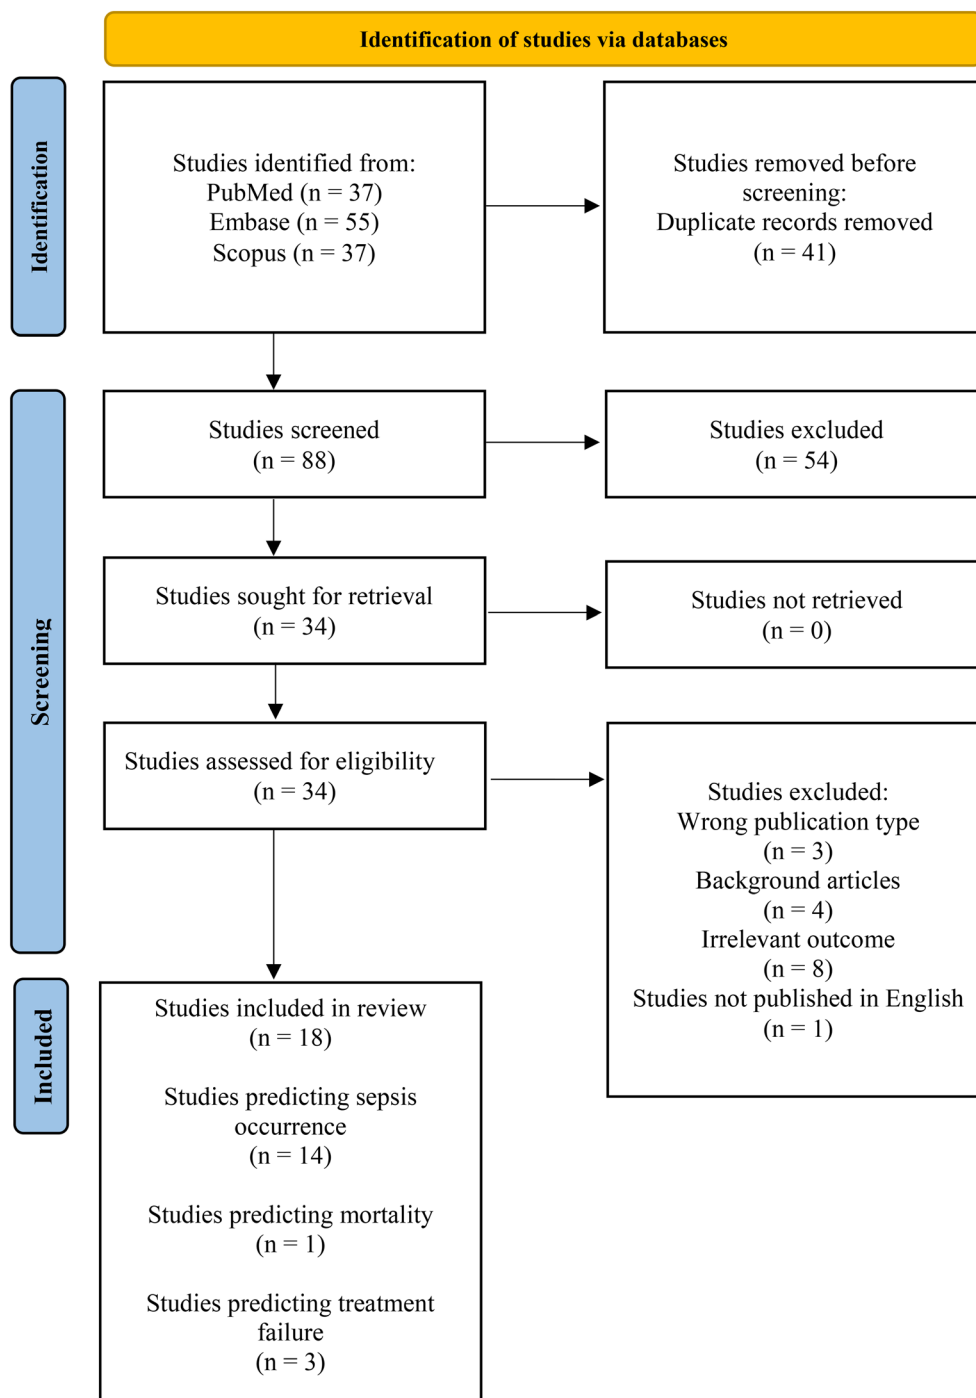 Identification of studies via databases
Identification
Studies identified from:
PubMed (n = 37)
Embase (n = 55)
Scopus (n = 37)
Studies removed before
screening:
Duplicate records removed
(n = 41)
Screening
Studies screened
(n = 88)
Studies excluded
(n = 54)
Studies sought for retrieval
(n = 34)
Studies not retrieved
(n = 0)
Studies assessed for eligibility
(n = 34)
Studies excluded:
Wrong publication type
(n = 3)
Background articles
(n = 4)
Irrelevant outcome
(n = 8)
Studies not published in English
(n = 1)
Included
Studies included in review
(n = 18)
Studies predicting sepsis
occurrence
(n = 14)
Studies predicting mortality
(n = 1)
Studies predicting treatment
failure
(n = 3)